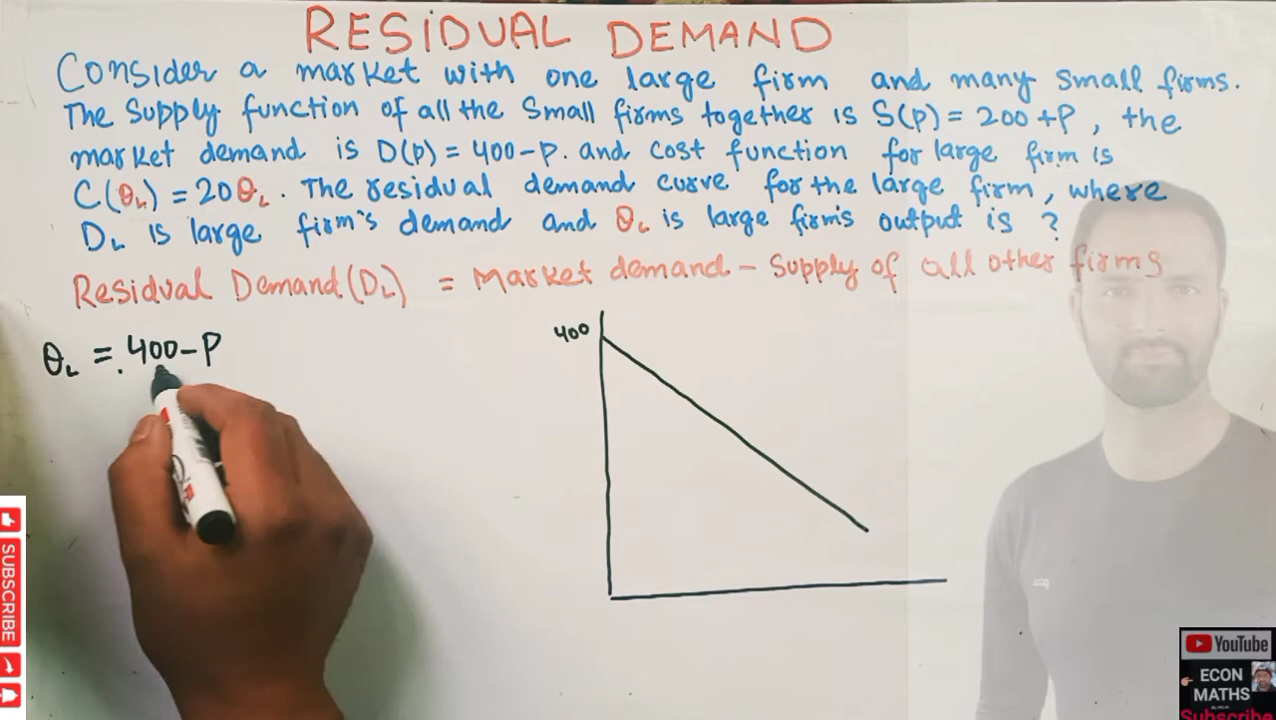 RESIDUAL DEMAND
Consider a market with one large firm and many small firms.
The Supply function of all the Small firms together is S(p) = 200 + P, the
market demand is D(p) = 400 - p. and cost function for large firm is
C(θL) = 20θL. The residual demand curve for the large firm, where
DL is large firm's demand and θL is large firm's output is ?
Residual Demand (DL) = Market demand - Supply of all other firms
θL = 400 - P
400
SUBSCRIBE
YouTube
ECON
MATHS
Subscribe